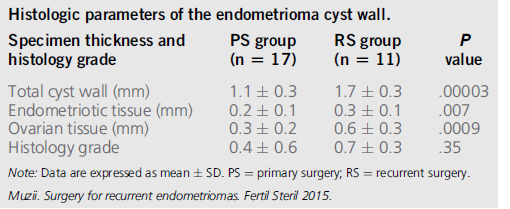 Histologic parameters of the endometrioma cyst wall.
Specimen thickness and histology grade PS group (n = 17) RS group (n = 11) P value
Total cyst wall (mm) 1.1 ± 0.3 1.7 ± 0.3 .00003
Endometriotic tissue (mm) 0.2 ± 0.1 0.3 ± 0.1 .007
Ovarian tissue (mm) 0.3 ± 0.2 0.6 ± 0.3 .0009
Histology grade 0.4 ± 0.6 0.7 ± 0.3 .35
Note: Data are expressed as mean ± SD. PS = primary surgery; RS = recurrent surgery.
Muzii. Surgery for recurrent endometriomas. Fertil Steril 2015.